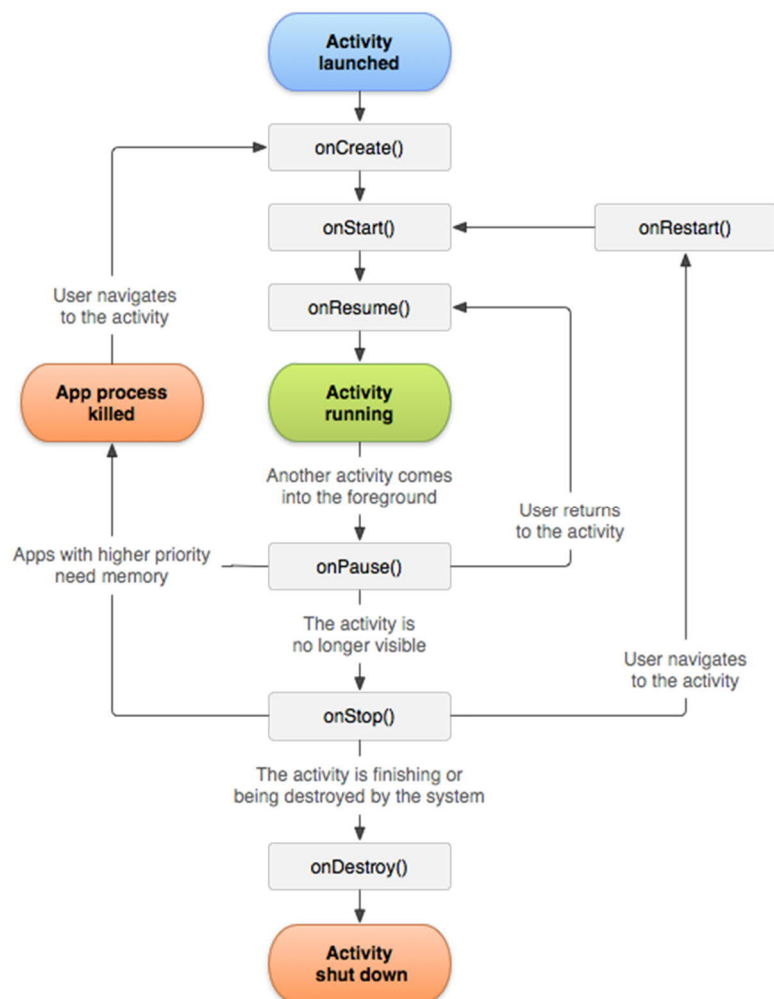 Activity
launched
onCreate()
onStart()
onRestart()
User navigates
to the activity
onResume()
App process
killed
Activity
running
Another activity comes
into the foreground
User returns
to the activity
Apps with higher priority
need memory
onPause()
The activity is
no longer visible
User navigates
to the activity
onStop()
The activity is finishing or
being destroyed by the system
onDestroy()
Activity
shut down